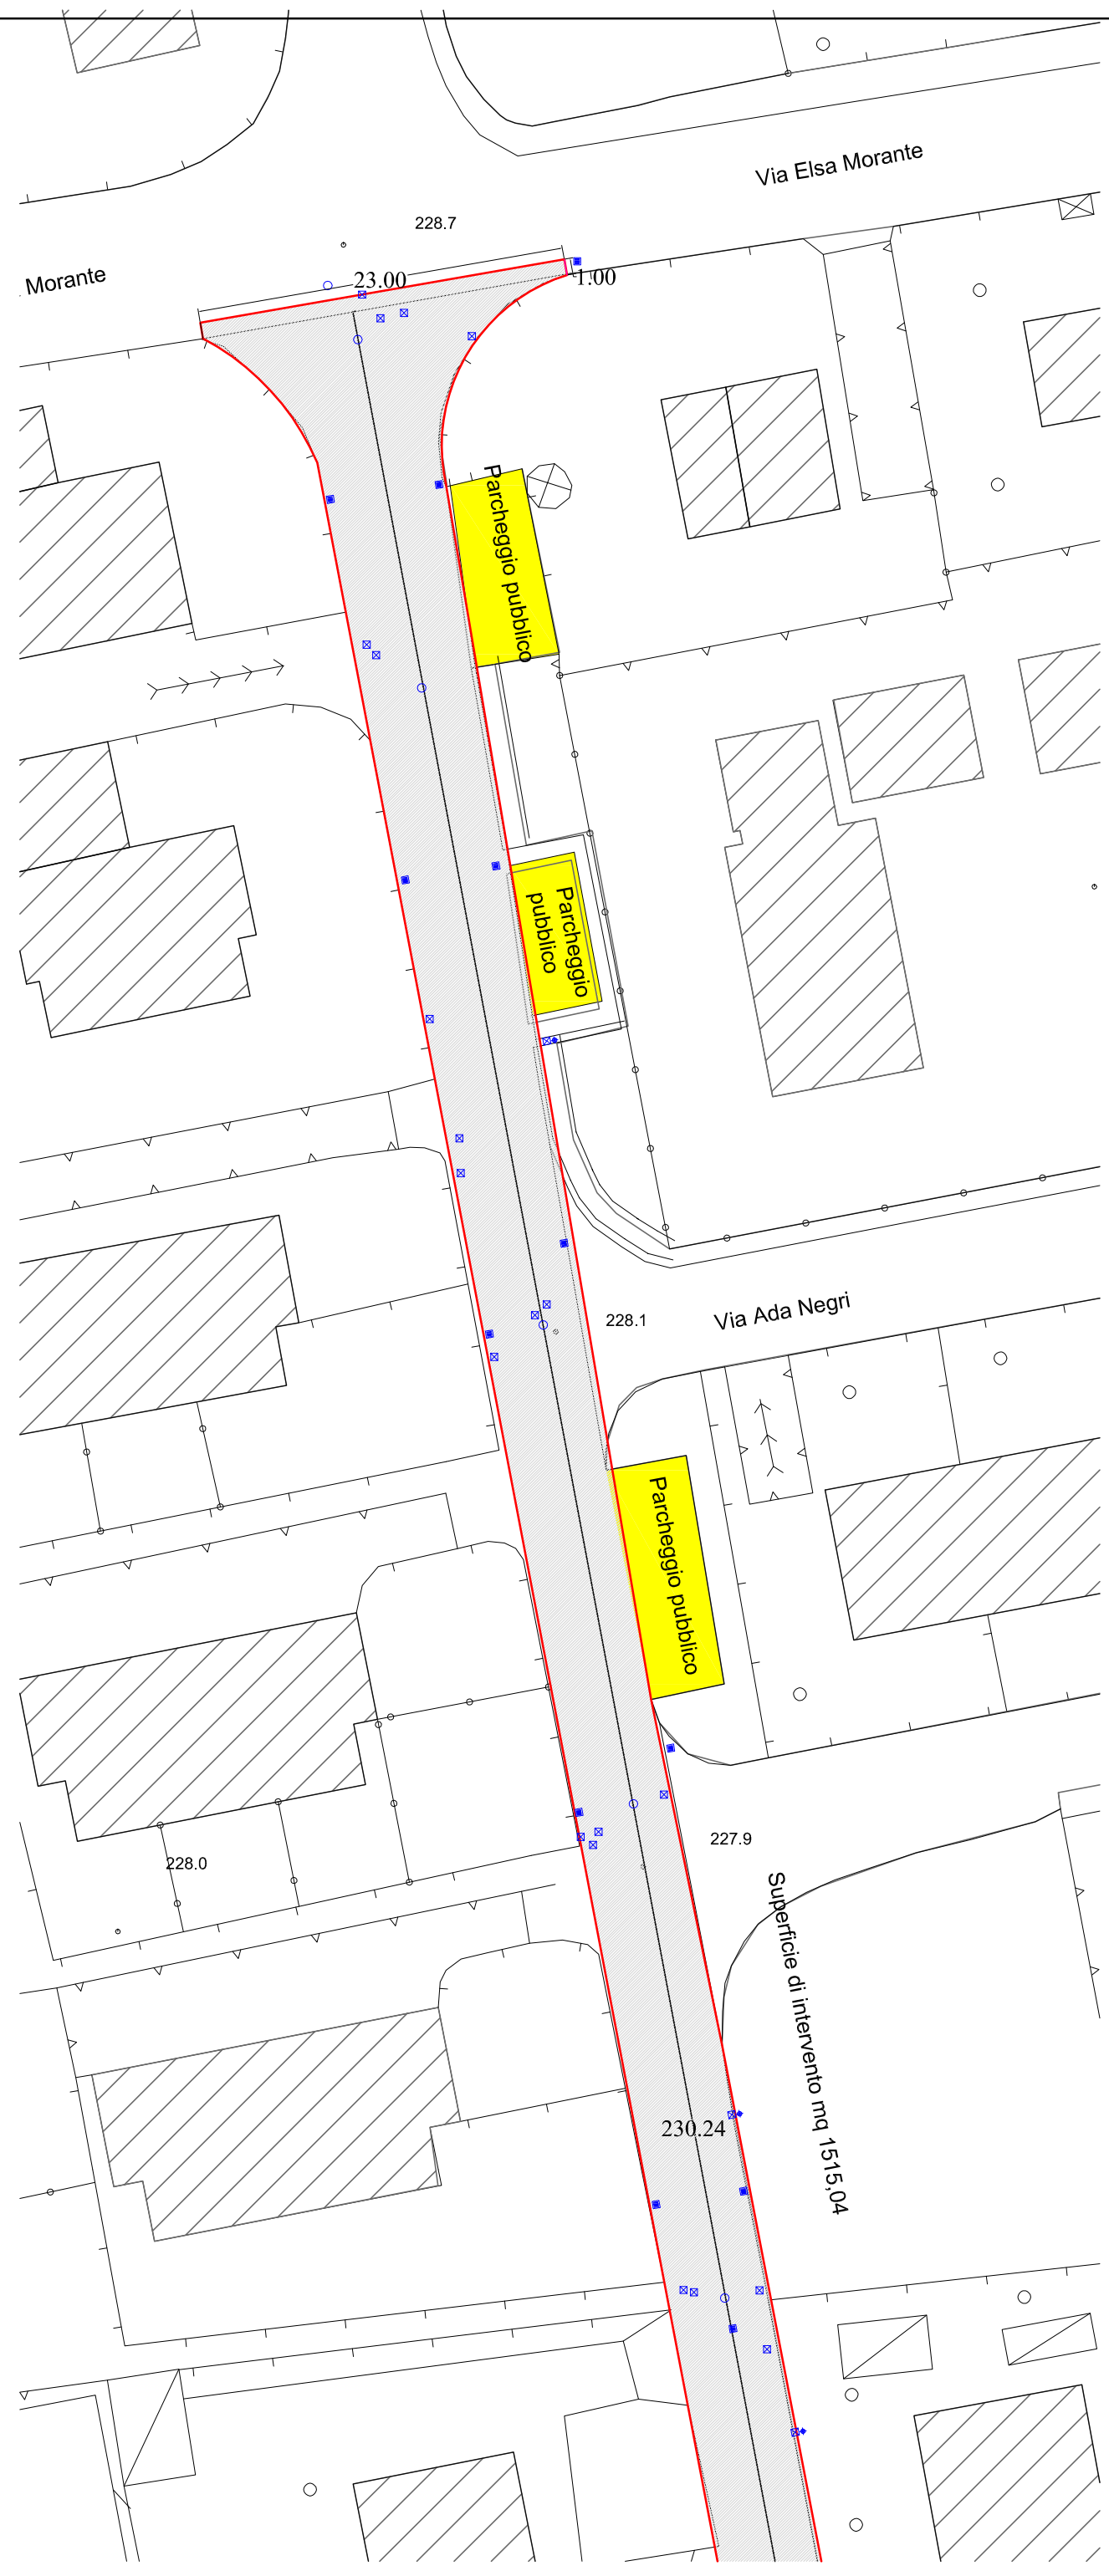 Via Elsa Morante
228.7
Morante
23.00
1.00
Parcheggio pubblico
Parcheggio
pubblico
228.1
Via Ada Negri
Parcheggio pubblico
227.9
228.0
Superficie di intervento mq 1515,04
230.24